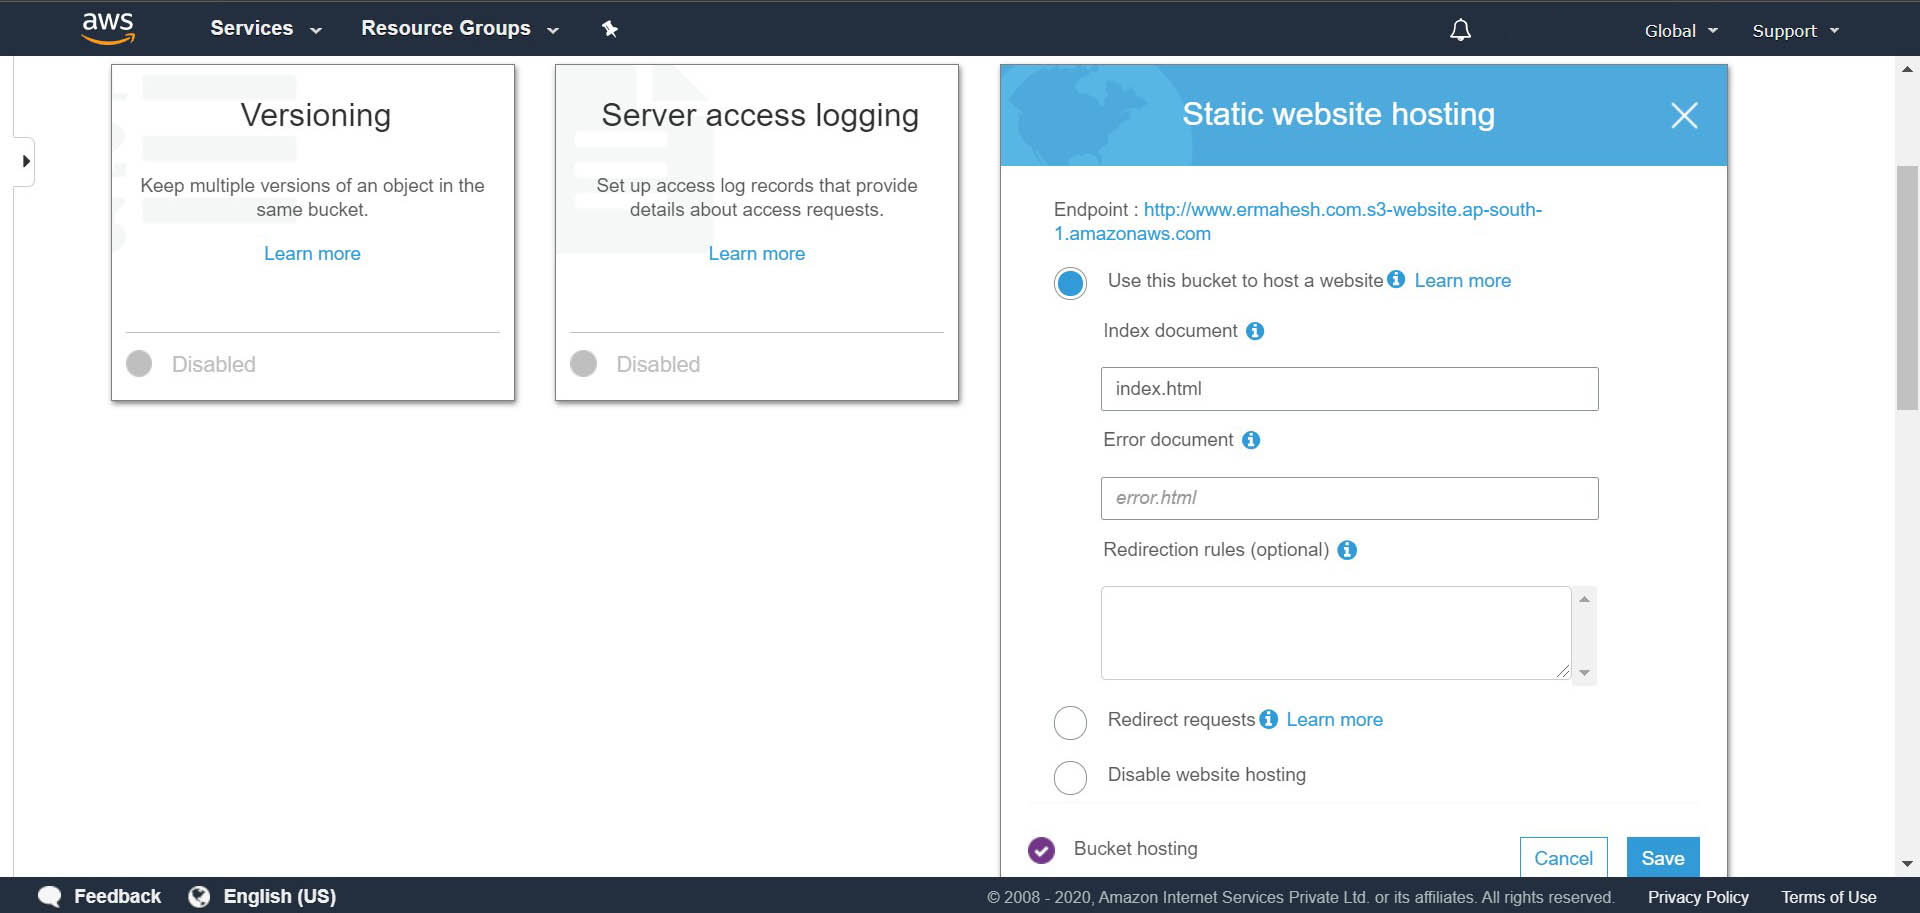 aws
Services
Resource Groups
Global
Support
Versioning
Keep multiple versions of an object in the
same bucket.
Learn more
Disabled
Server access logging
Set up access log records that provide
details about access requests.
Learn more
Disabled
Static website hosting
Endpoint : http://www.ermahesh.com.s3-website.ap-south-
1.amazonaws.com
Use this bucket to host a website Learn more
Index document
index.html
Error document
error.html
Redirection rules (optional)
Redirect requests Learn more
Disable website hosting
Bucket hosting
Cancel
Save
Feedback
English (US)
© 2008 - 2020, Amazon Internet Services Private Ltd. or its affiliates. All rights reserved.
Privacy Policy
Terms of Use